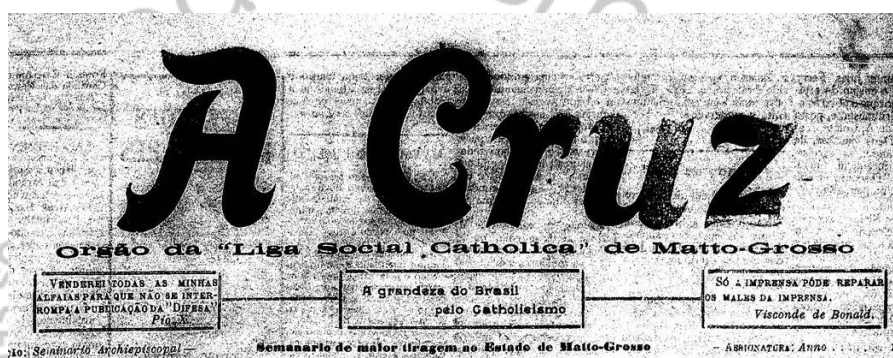 A Cruz
Orgão da "Liga Social Catholica" de Matto-Grosso
VENDEREI TODAS AS MINHAS
ALFAIAS PARA QUE NÃO SE INTER-
ROMPA A PUBLICAÇÃO DA "DIFESA"
Pio X
A grandeza do Brasil
pelo Catholicismo
SÓ A IMPRENSA PÓDE REPARAR
OS MALES DA IMPRENSA.
Visconde de Bonald.
Seminario Archiepiscopal —
Semanario de maior tiragem no Estado de Matto-Grosso
— ASSIGNATURA: Anno